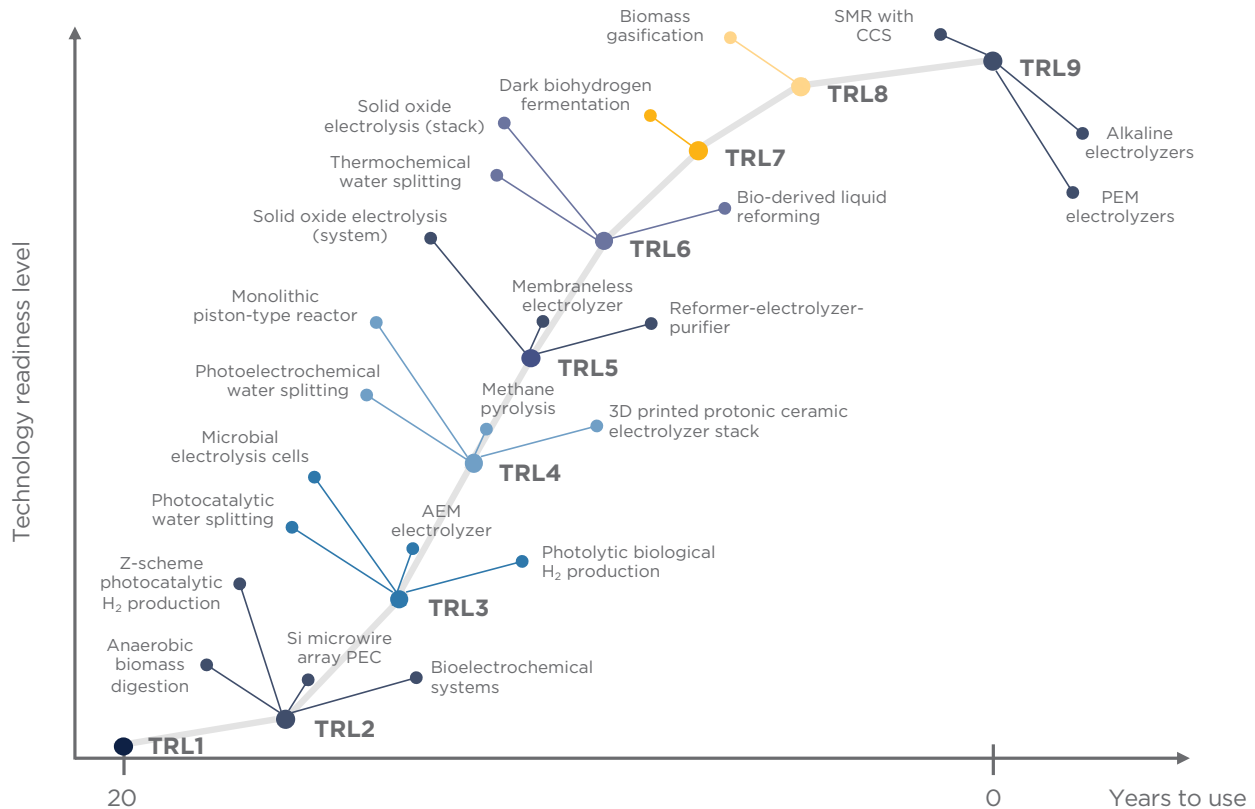 Biomass
gasification
SMR with
CCS
TRL9
TRL8
Dark biohydrogen
fermentation
Solid oxide
electrolysis (stack)
Alkaline
electrolyzers
TRL7
Thermochemical
water splitting
Bio-derived liquid
reforming
PEM
electrolyzers
Solid oxide electrolysis
(system)
TRL6
Technology readiness level
Membraneless
electrolyzer
Monolithic
piston-type reactor
Reformer-electrolyzer-
purifier
TRL5
Photoelectrochemical
water splitting
Methane
pyrolysis
3D printed protonic ceramic
electrolyzer stack
Microbial
electrolysis cells
TRL4
Photocatalytic
water splitting
AEM
electrolyzer
Photolytic biological
H₂ production
Z-scheme
photocatalytic
H₂ production
TRL3
Anaerobic
biomass
digestion
Si microwire
array PEC
Bioelectrochemical
systems
TRL2
TRL1
20
0
Years to use